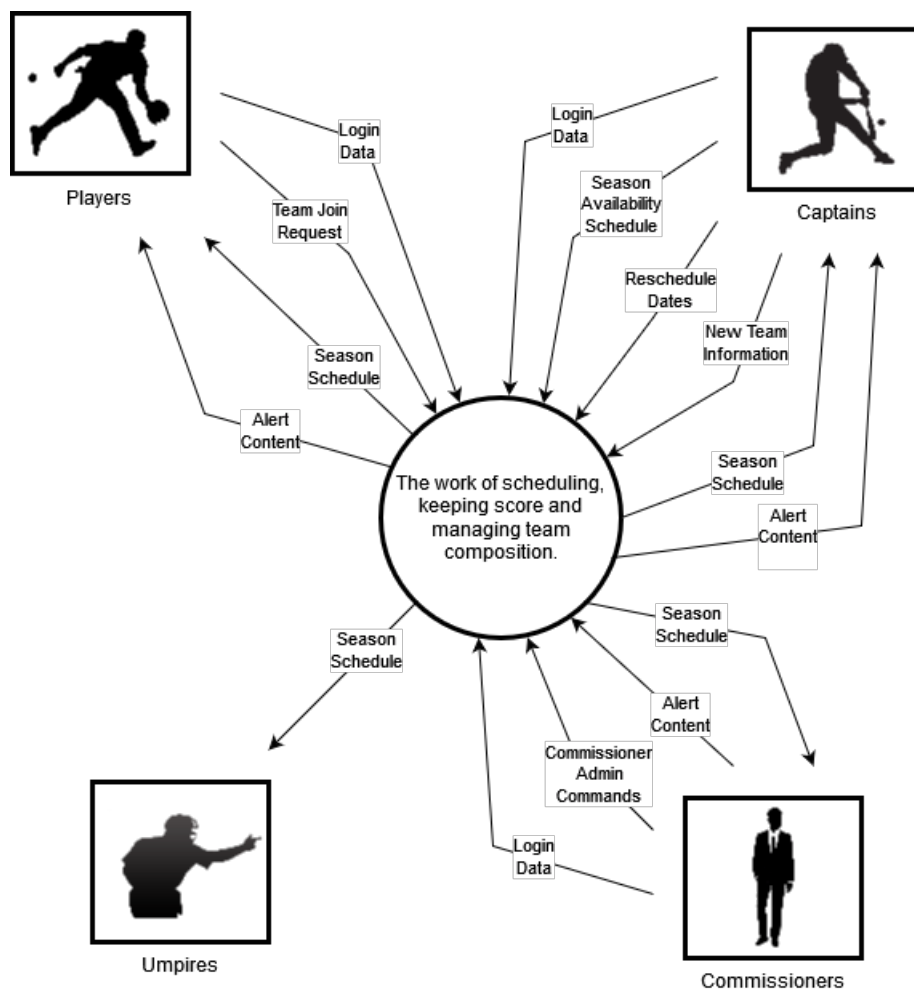 Players
Captains
Login
Data
Team Join
Request
Season
Schedule
Alert
Content
Login
Data
Season
Availability
Schedule
Reschedule
Dates
New Team
Information
Season
Schedule
Alert
Content
The work of scheduling,
keeping score and
managing team
composition.
Season
Schedule
Season
Schedule
Alert
Content
Commissioner
Admin
Commands
Login
Data
Umpires
Commissioners